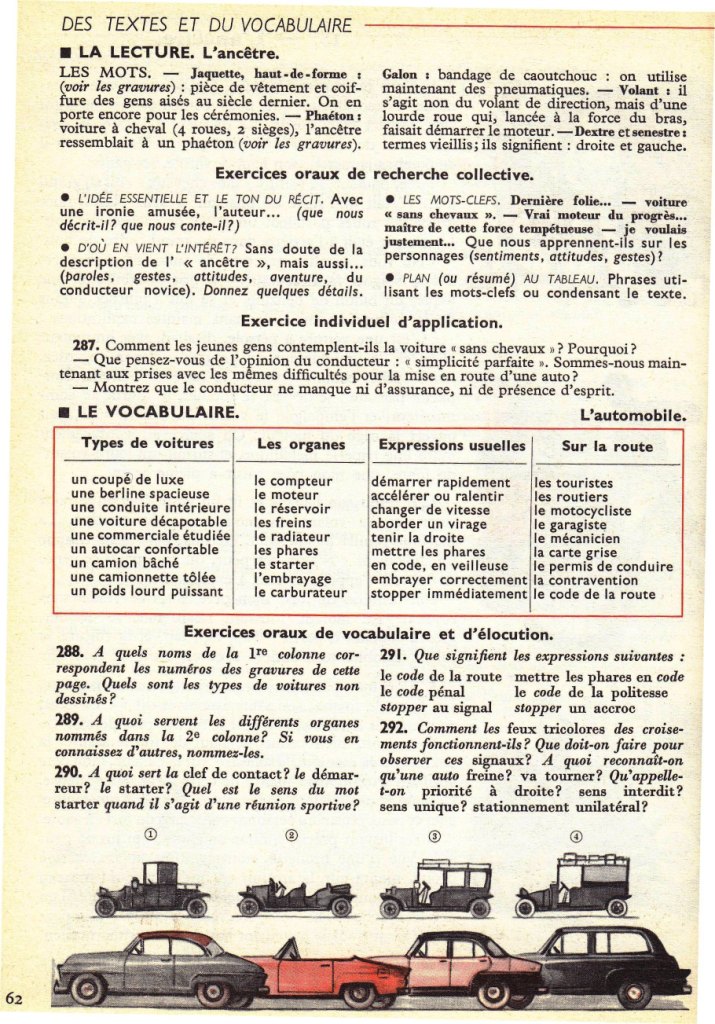 DES TEXTES ET DU VOCABULAIRE
■ LA LECTURE. L'ancêtre.
LES MOTS. — Jaquette, haut-de-forme :
(voir les gravures) : pièce de vêtement et coif-
fure des gens aisés au siècle dernier. On en
porte encore pour les cérémonies. — Phaéton :
voiture à cheval (4 roues, 2 sièges), l'ancêtre
ressemblait à un phaéton (voir les gravures).
Galon : bandage de caoutchouc : on utilise
maintenant des pneumatiques. — Volant : il
s'agit non du volant de direction, mais d'une
lourde roue qui, lancée à la force du bras,
faisait démarrer le moteur. — Dextre et senestre :
termes vieillis; ils signifient : droite et gauche.
Exercices oraux de recherche collective.
• L'IDÉE ESSENTIELLE ET LE TON DU RÉCIT. Avec
une ironie amusée, l'auteur... (que nous
décrit-il? que nous conte-il?)
• D'OÙ EN VIENT L'INTÉRÊT? Sans doute de la
description de l' « ancêtre », mais aussi...
(paroles, gestes, attitudes, aventure, du
conducteur novice). Donnez quelques détails.
• LES MOTS-CLEFS. Dernière folie... — voiture
« sans chevaux ». — Vrai moteur du progrès...
maître de cette force tempétueuse — je voulais
justement... Que nous apprennent-ils sur les
personnages (sentiments, attitudes, gestes)?
• PLAN (ou résumé) AU TABLEAU. Phrases uti-
lisant les mots-clefs ou condensant le texte.
Exercice individuel d'application.
287. Comment les jeunes gens contemplent-ils la voiture « sans chevaux »? Pourquoi?
— Que pensez-vous de l'opinion du conducteur : « simplicité parfaite ». Sommes-nous main-
tenant aux prises avec les mêmes difficultés pour la mise en route d'une auto?
— Montrez que le conducteur ne manque ni d'assurance, ni de présence d'esprit.
■ LE VOCABULAIRE. L'automobile.
Types de voitures Les organes Expressions usuelles Sur la route
un coupé de luxe le compteur démarrer rapidement les touristes
une berline spacieuse le moteur accélérer ou ralentir les routiers
une conduite intérieure le réservoir changer de vitesse le motocycliste
une voiture décapotable les freins aborder un virage le garagiste
une commerciale étudiée le radiateur tenir la droite le mécanicien
un autocar confortable les phares mettre les phares la carte grise
un camion bâché le starter en code, en veilleuse le permis de conduire
une camionnette tôlée l'embrayage embrayer correctement la contravention
un poids lourd puissant le carburateur stopper immédiatement le code de la route
Exercices oraux de vocabulaire et d'élocution.
288. A quels noms de la 1re colonne cor-
respondent les numéros des gravures de cette
page. Quels sont les types de voitures non
dessinés?
289. A quoi servent les différents organes
nommés dans la 2e colonne? Si vous en
connaissez d'autres, nommez-les.
290. A quoi sert la clef de contact? le démar-
reur? le starter? Quel est le sens du mot
starter quand il s'agit d'une réunion sportive?
291. Que signifient les expressions suivantes :
le code de la route mettre les phares en code
le code pénal le code de la politesse
stopper au signal stopper un accroc
292. Comment les feux tricolores des croise-
ments fonctionnent-ils? Que doit-on faire pour
observer ces signaux? A quoi reconnaît-on
qu'une auto freine? va tourner? Qu'appelle-
t-on priorité à droite? sens interdit?
sens unique? stationnement unilatéral?
① ② ③ ④
62